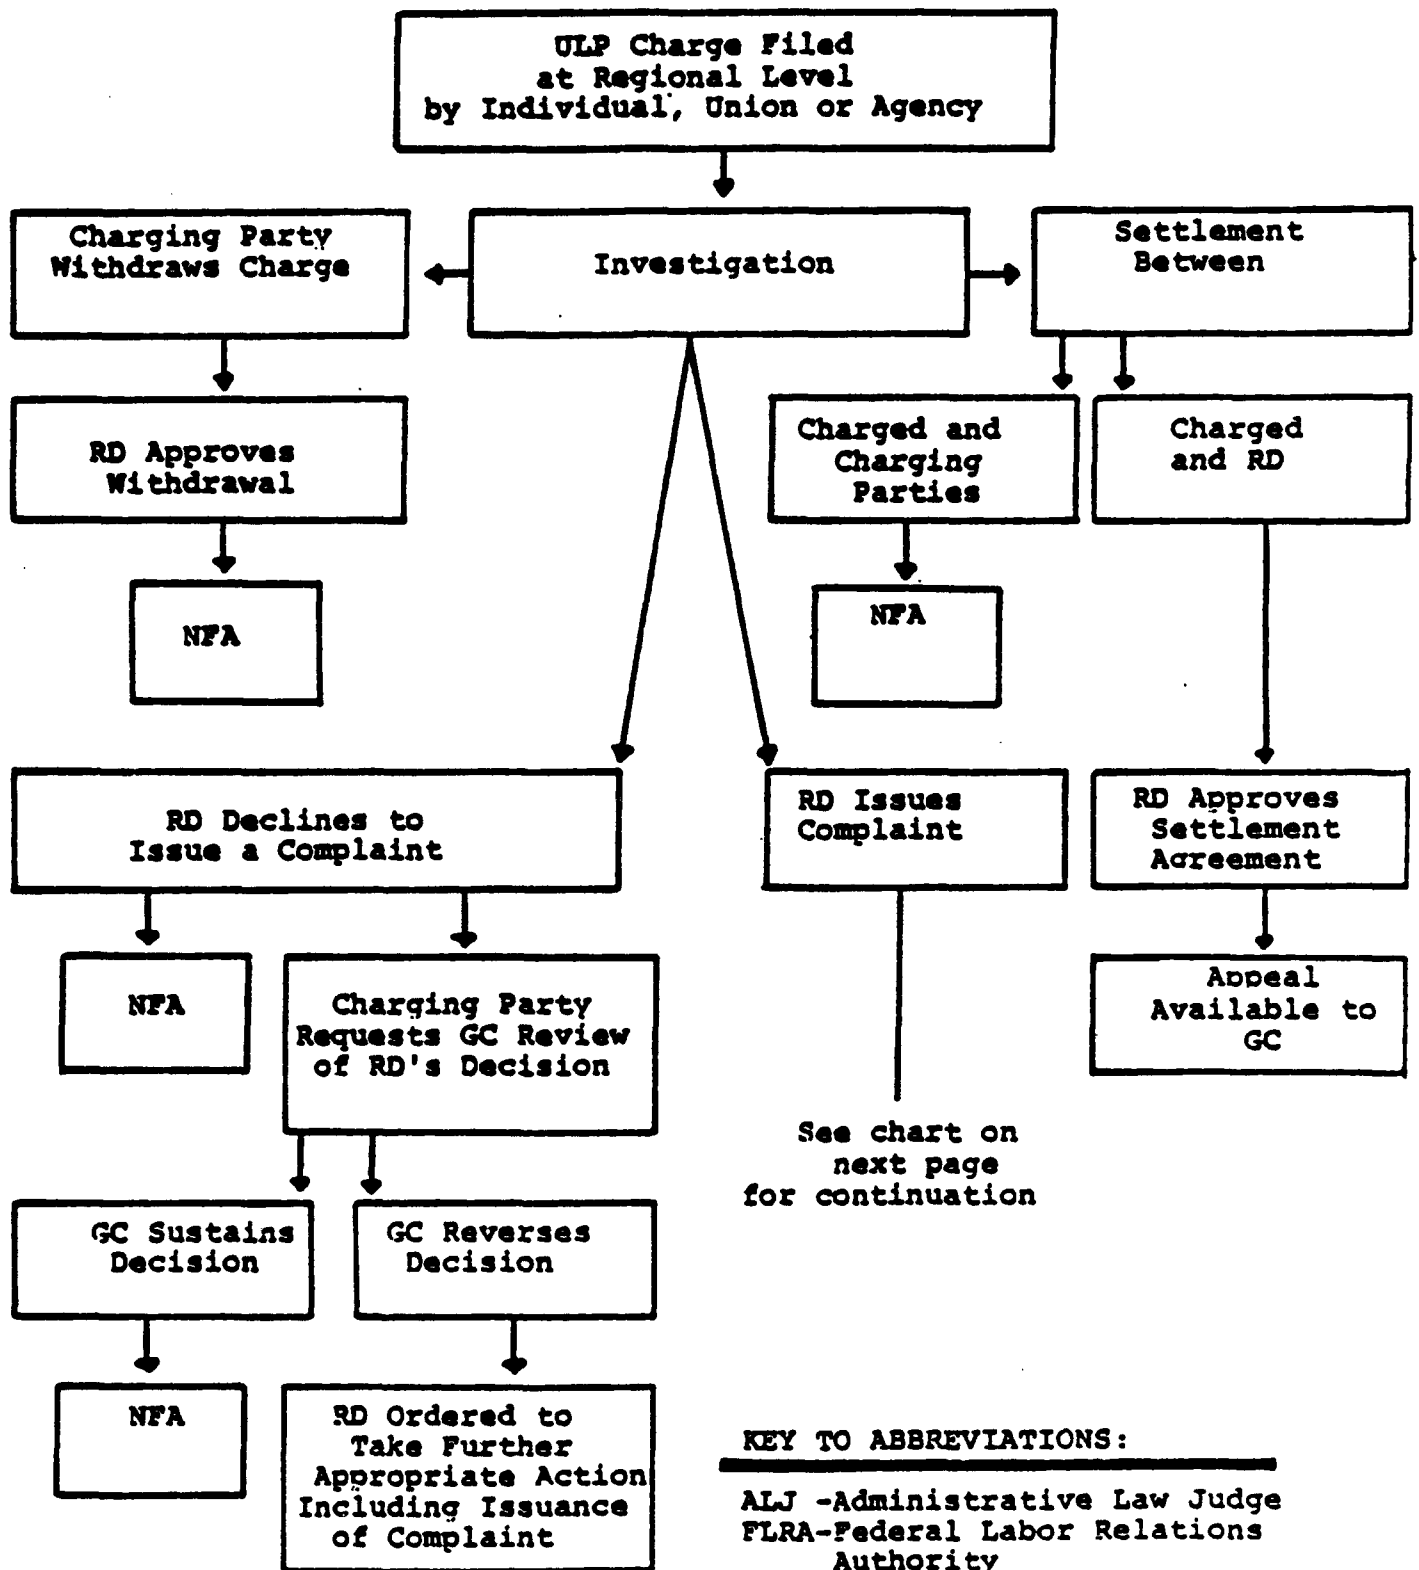 ULP Charge Filed
at Regional Level
by Individual, Union or Agency
Charging Party
Withdraws Charge
Investigation
Settlement
Between
RD Approves
Withdrawal
Charged and
Charging
Parties
Charged
and RD
NFA
NFA
RD Declines to
Issue a Complaint
RD Issues
Complaint
RD Approves
Settlement
Agreement
NFA
Charging Party
Requests GC Review
of RD's Decision
Appeal
Available to
GC
See chart on
next page
for continuation
GC Sustains
Decision
GC Reverses
Decision
NFA
RD Ordered to
Take Further
Appropriate Action
Including Issuance
of Complaint
KEY TO ABBREVIATIONS:
ALJ -Administrative Law Judge
FLRA-Federal Labor Relations
Authority